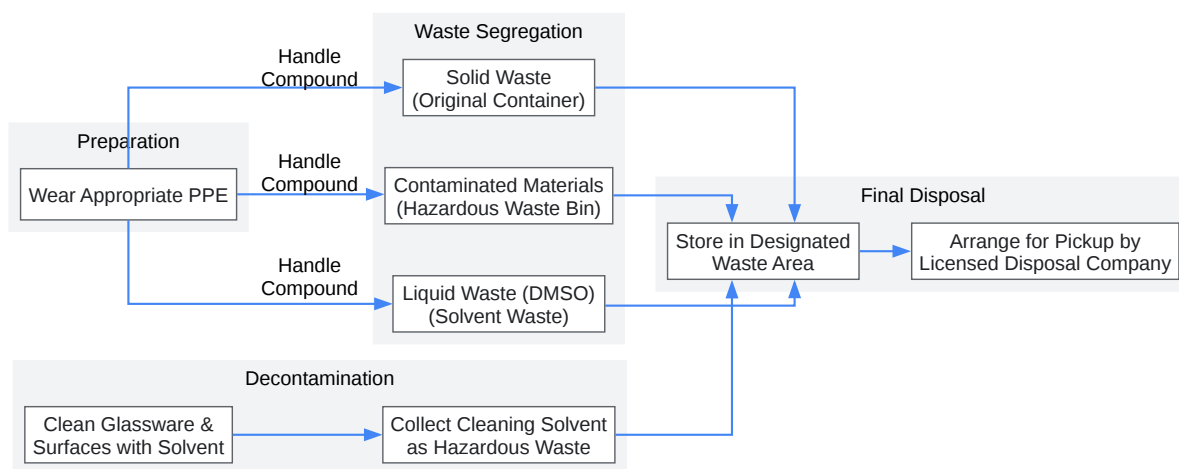 Waste Segregation
Handle
Compound
Solid Waste
(Original Container)
Preparation
Wear Appropriate PPE
Handle
Compound
Contaminated Materials
(Hazardous Waste Bin)
Handle
Compound
Liquid Waste (DMSO)
(Solvent Waste)
Final Disposal
Store in Designated
Waste Area
Arrange for Pickup by
Licensed Disposal Company
Decontamination
Clean Glassware &
Surfaces with Solvent
Collect Cleaning Solvent
as Hazardous Waste